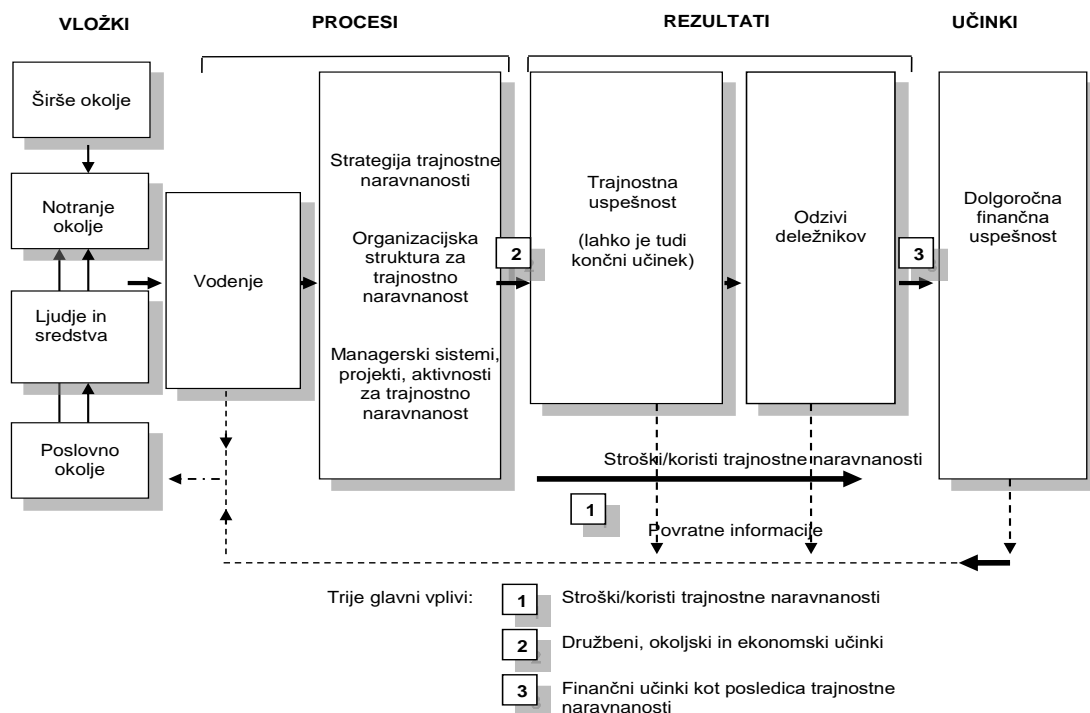 VLOŽKI
PROCESI
REZULTATI
UČINKI
Širše okolje
Notranje
okolje
Ljudje in
sredstva
Poslovno
okolje
Vodenje
Strategija trajnostne
naravnanosti
Organizacijska
struktura za
trajnostno
naravnanost
Managerski sistemi,
projekti, aktivnosti
za trajnostno
naravnanost
2
Trajnostna
uspešnost
(lahko je tudi
končni učinek)
Odzivi
deležnikov
3
Dolgoročna
finančna
uspešnost
Stroški/koristi trajnostne naravnanosti
1
Povratne informacije
Trije glavni vplivi:
1 Stroški/koristi trajnostne naravnanosti
2 Družbeni, okoljski in ekonomski učinki
3 Finančni učinki kot posledica trajnostne
naravnanosti